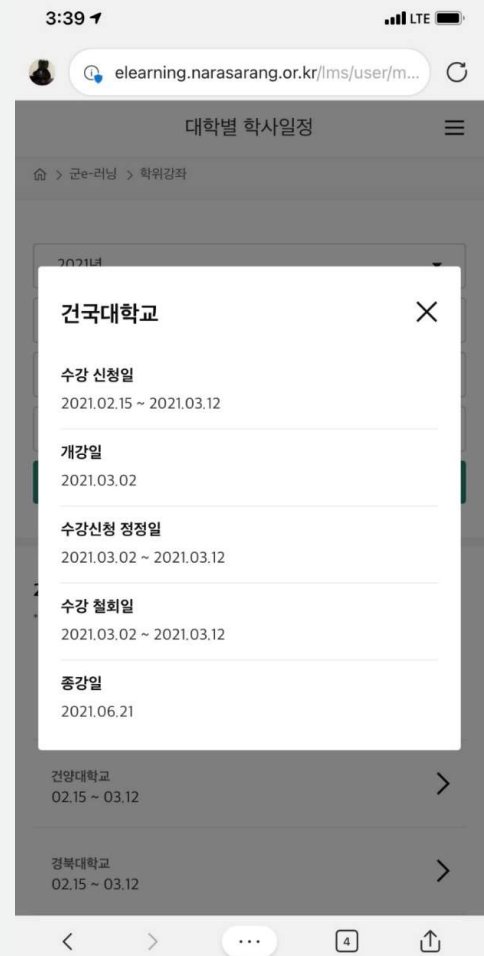 3:39
LTE
elearning.narasarang.or.kr/lms/user/m...
대학별 학사일정
군e-러닝 > 학위강좌
2021년
건국대학교
수강 신청일
2021.02.15 ~ 2021.03.12
개강일
2021.03.02
수강신청 정정일
2021.03.02 ~ 2021.03.12
수강 철회일
2021.03.02 ~ 2021.03.12
종강일
2021.06.21
건양대학교
02.15 ~ 03.12
경북대학교
02.15 ~ 03.12
4